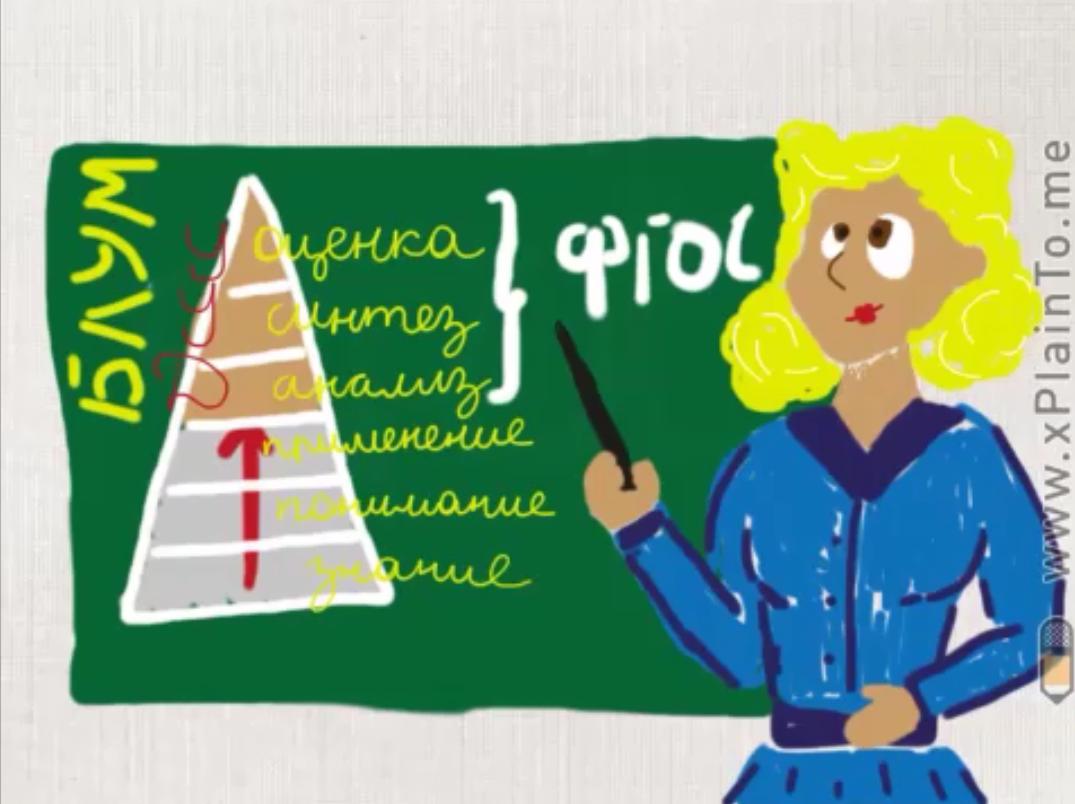 БЛУМ
оценка
синтез
анализ
применение
понимание
знание
ФГОС
www.xPlainTo.me